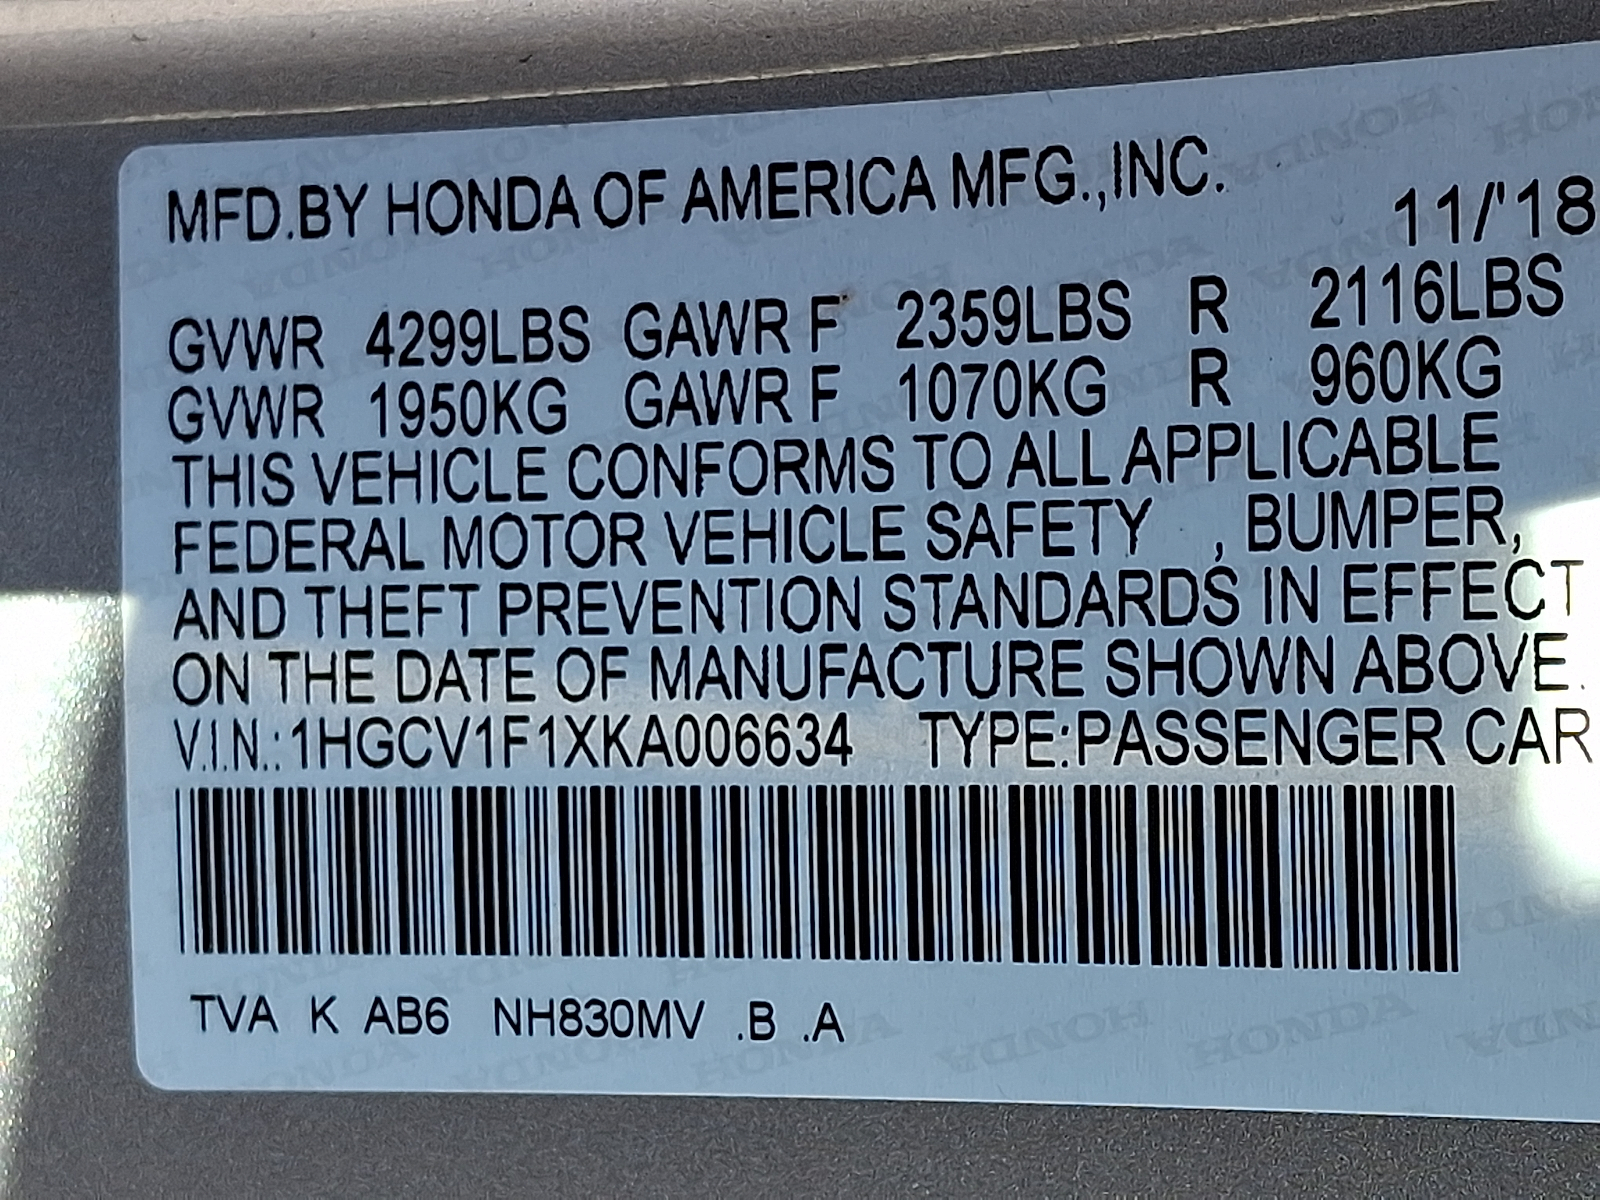 MFD.BY HONDA OF AMERICA MFG.,INC.
11/'18
GVWR 4299LBS GAWR F 2359LBS R 2116LBS
GVWR 1950KG GAWR F 1070KG R 960KG
THIS VEHICLE CONFORMS TO ALL APPLICABLE
FEDERAL MOTOR VEHICLE SAFETY , BUMPER,
AND THEFT PREVENTION STANDARDS IN EFFECT
ON THE DATE OF MANUFACTURE SHOWN ABOVE.
V.I.N.:1HGCV1F1XKA006634 TYPE:PASSENGER CAR
TVA K AB6 NH830MV .B .A